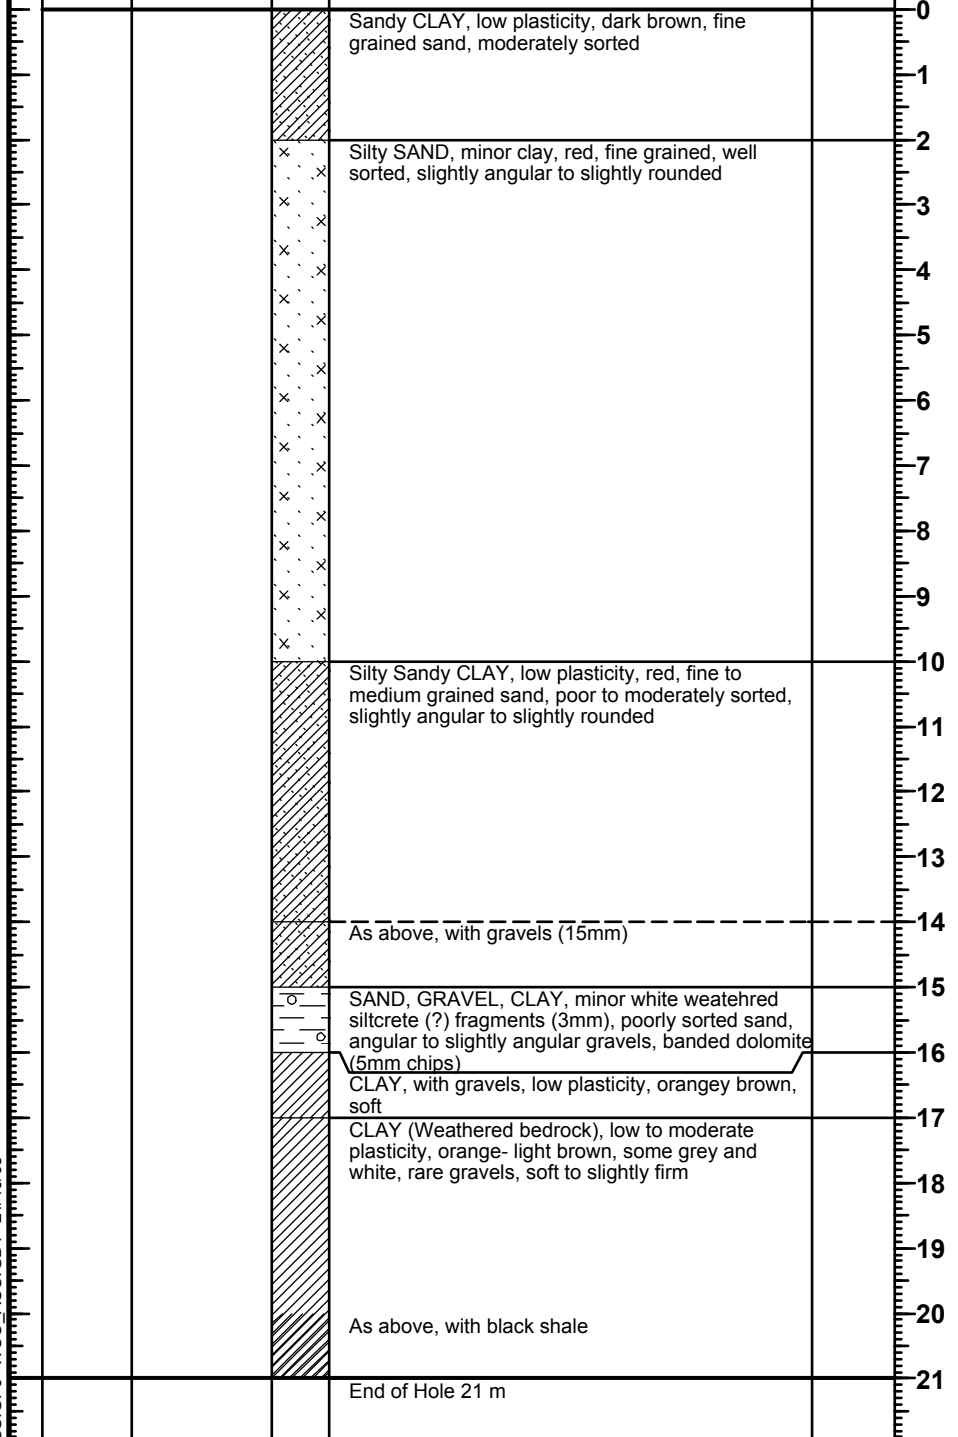 0
Sandy CLAY, low plasticity, dark brown, fine
grained sand, moderately sorted
1
2
Silty SAND, minor clay, red, fine grained, well
sorted, slightly angular to slightly rounded
3
4
5
6
7
8
9
10
Silty Sandy CLAY, low plasticity, red, fine to
medium grained sand, poor to moderately sorted,
slightly angular to slightly rounded
11
12
13
14
As above, with gravels (15mm)
15
SAND, GRAVEL, CLAY, minor white weatehred
siltcrete (?) fragments (3mm), poorly sorted sand,
angular to slightly angular gravels, banded dolomite
(5mm chips)
16
CLAY, with gravels, low plasticity, orangey brown,
soft
17
CLAY (Weathered bedrock), low to moderate
plasticity, orange- light brown, some grey and
white, rare gravels, soft to slightly firm
18
19
20
As above, with black shale
21
End of Hole 21 m